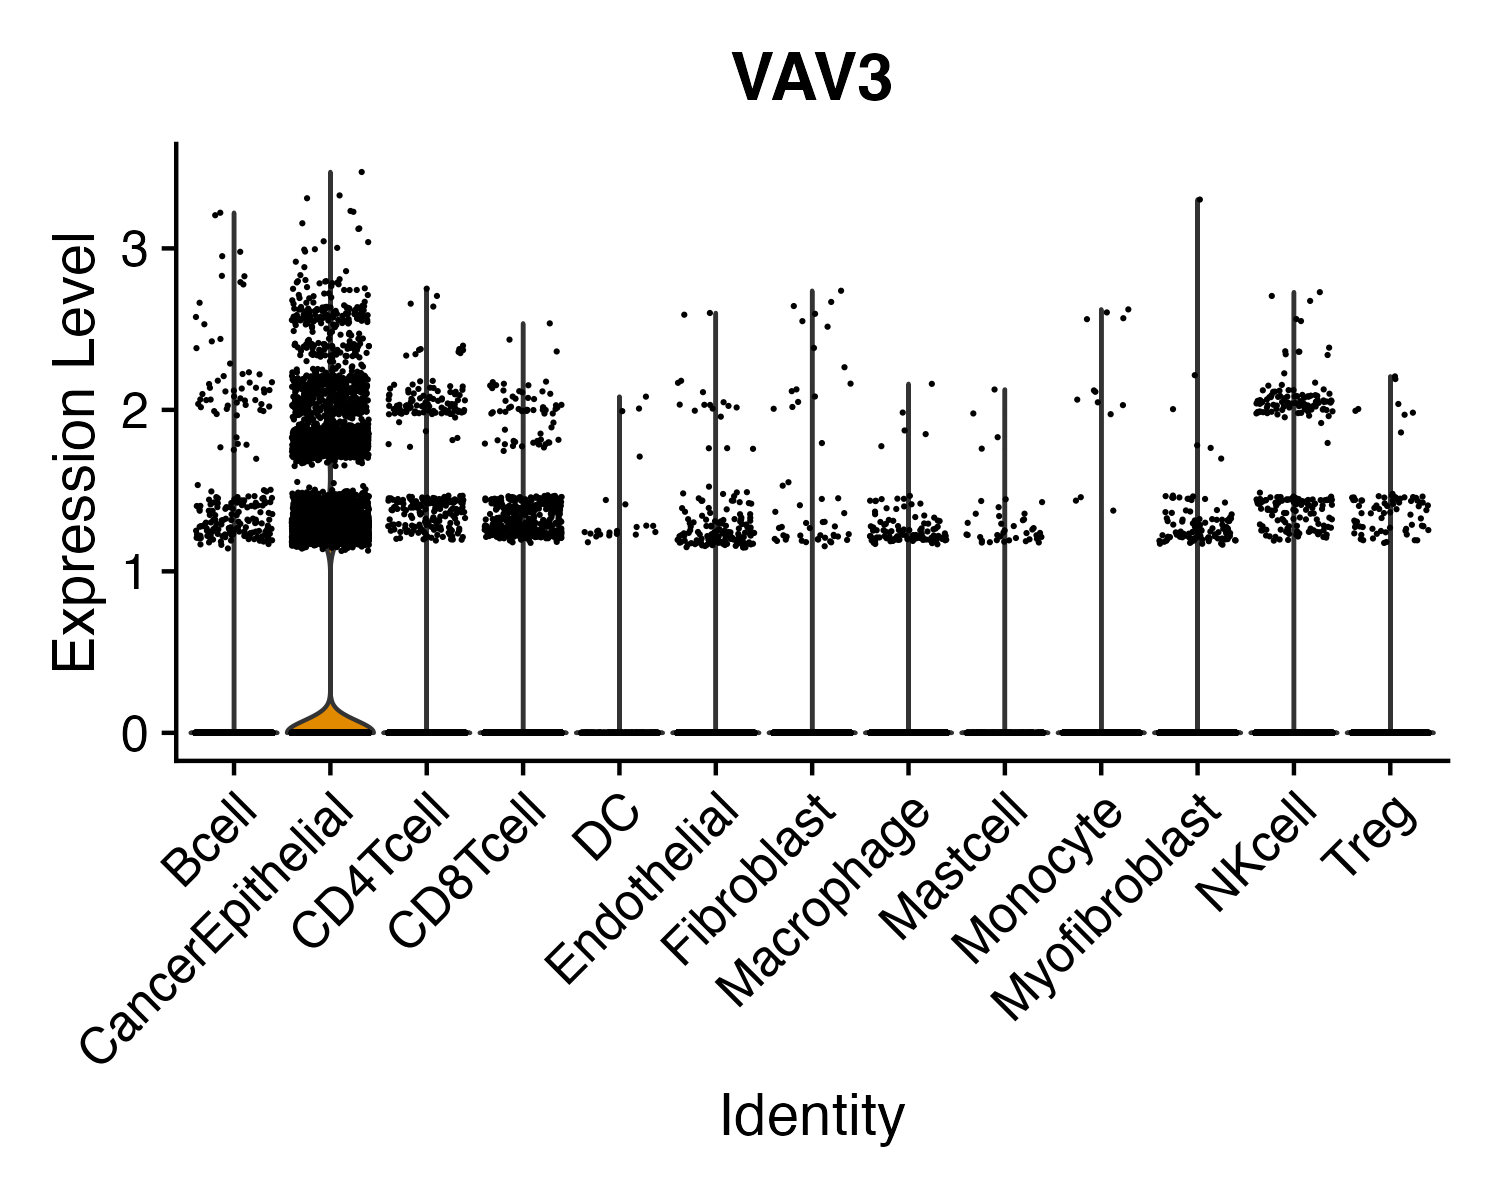 VAV3
Expression Level
3
2
1
0
Bcell
CancerEpithelial
CD4Tcell
CD8Tcell
DC
Endothelial
Fibroblast
Macrophage
Mastcell
Monocyte
Myofibroblast
NKcell
Treg
Identity